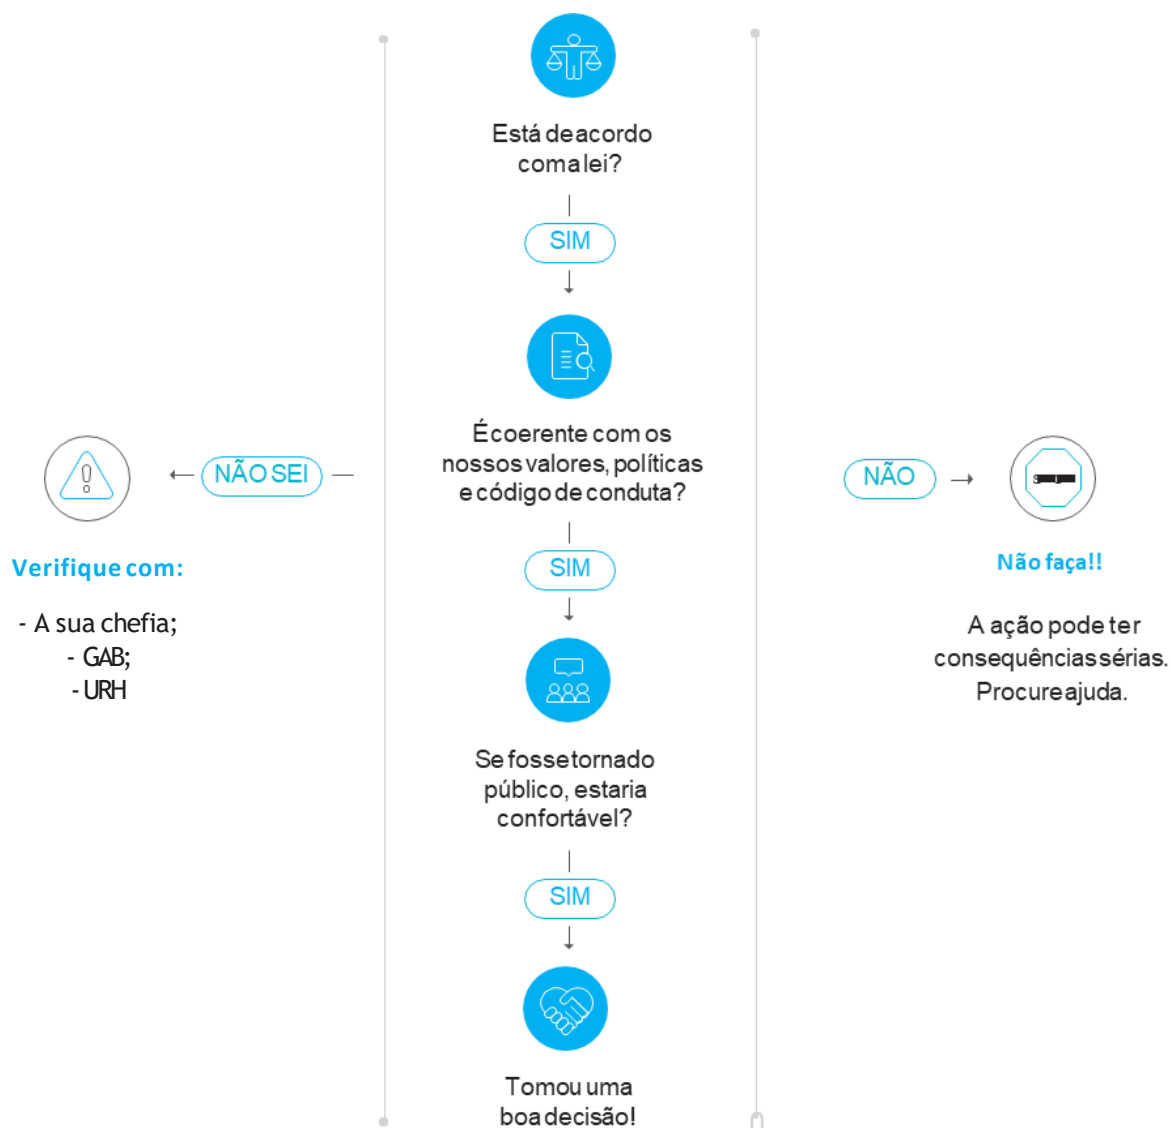 Está de acordo
com a lei?
SIM
É coerente com os
nossos valores, políticas
e código de conduta?
NÃO SEI
NÃO
Verifique com:
- A sua chefia;
- GAB;
- URH
Não faça!!
A ação pode ter
consequências sérias.
Procure ajuda.
SIM
Se fosse tornado
público, estaria
confortável?
SIM
Tomou uma
boa decisão!